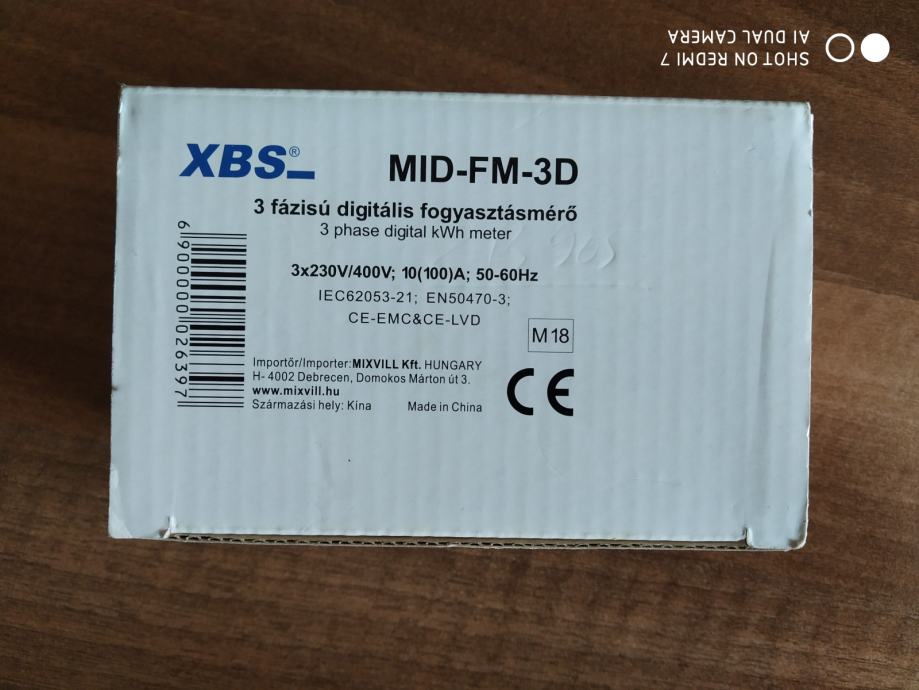 SHOT ON REDMI 7
AI DUAL CAMERA
XBS®
MID-FM-3D
3 fázisú digitális fogyasztásmérő
3 phase digital kWh meter
3x230V/400V; 10(100)A; 50-60Hz
IEC62053-21; EN50470-3;
CE-EMC&CE-LVD
M18
Importőr/Importer:MIXVILL Kft. HUNGARY
H- 4002 Debrecen, Domokos Márton út 3.
www.mixvill.hu
Származási hely: Kína Made in China
CE
6900000026397